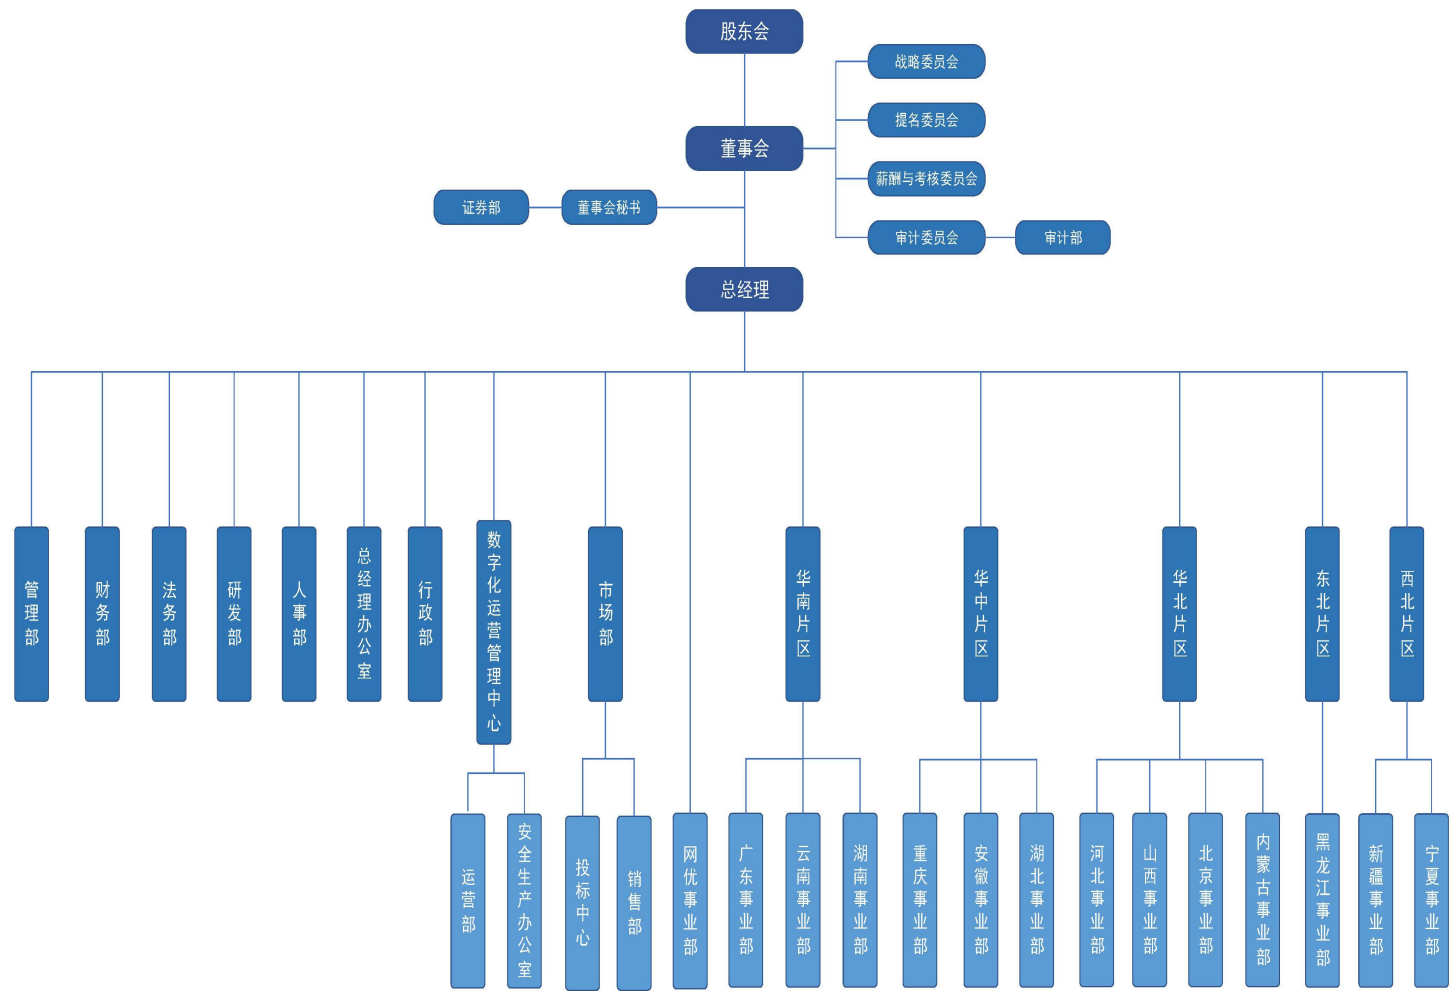 股东会
战略委员会
提名委员会
董事会
薪酬与考核委员会
证券部
董事会秘书
审计委员会
审计部
总经理
管理部
财务部
法务部
研发部
人事部
总经理办公室
行政部
数字化运营管理中心
市场部
华南片区
华中片区
华北片区
东北片区
西北片区
运营部
安全生产办公室
投标中心
销售部
网优事业部
广东事业部
云南事业部
湖南事业部
重庆事业部
安徽事业部
湖北事业部
河北事业部
山西事业部
北京事业部
内蒙古事业部
黑龙江事业部
新疆事业部
宁夏事业部